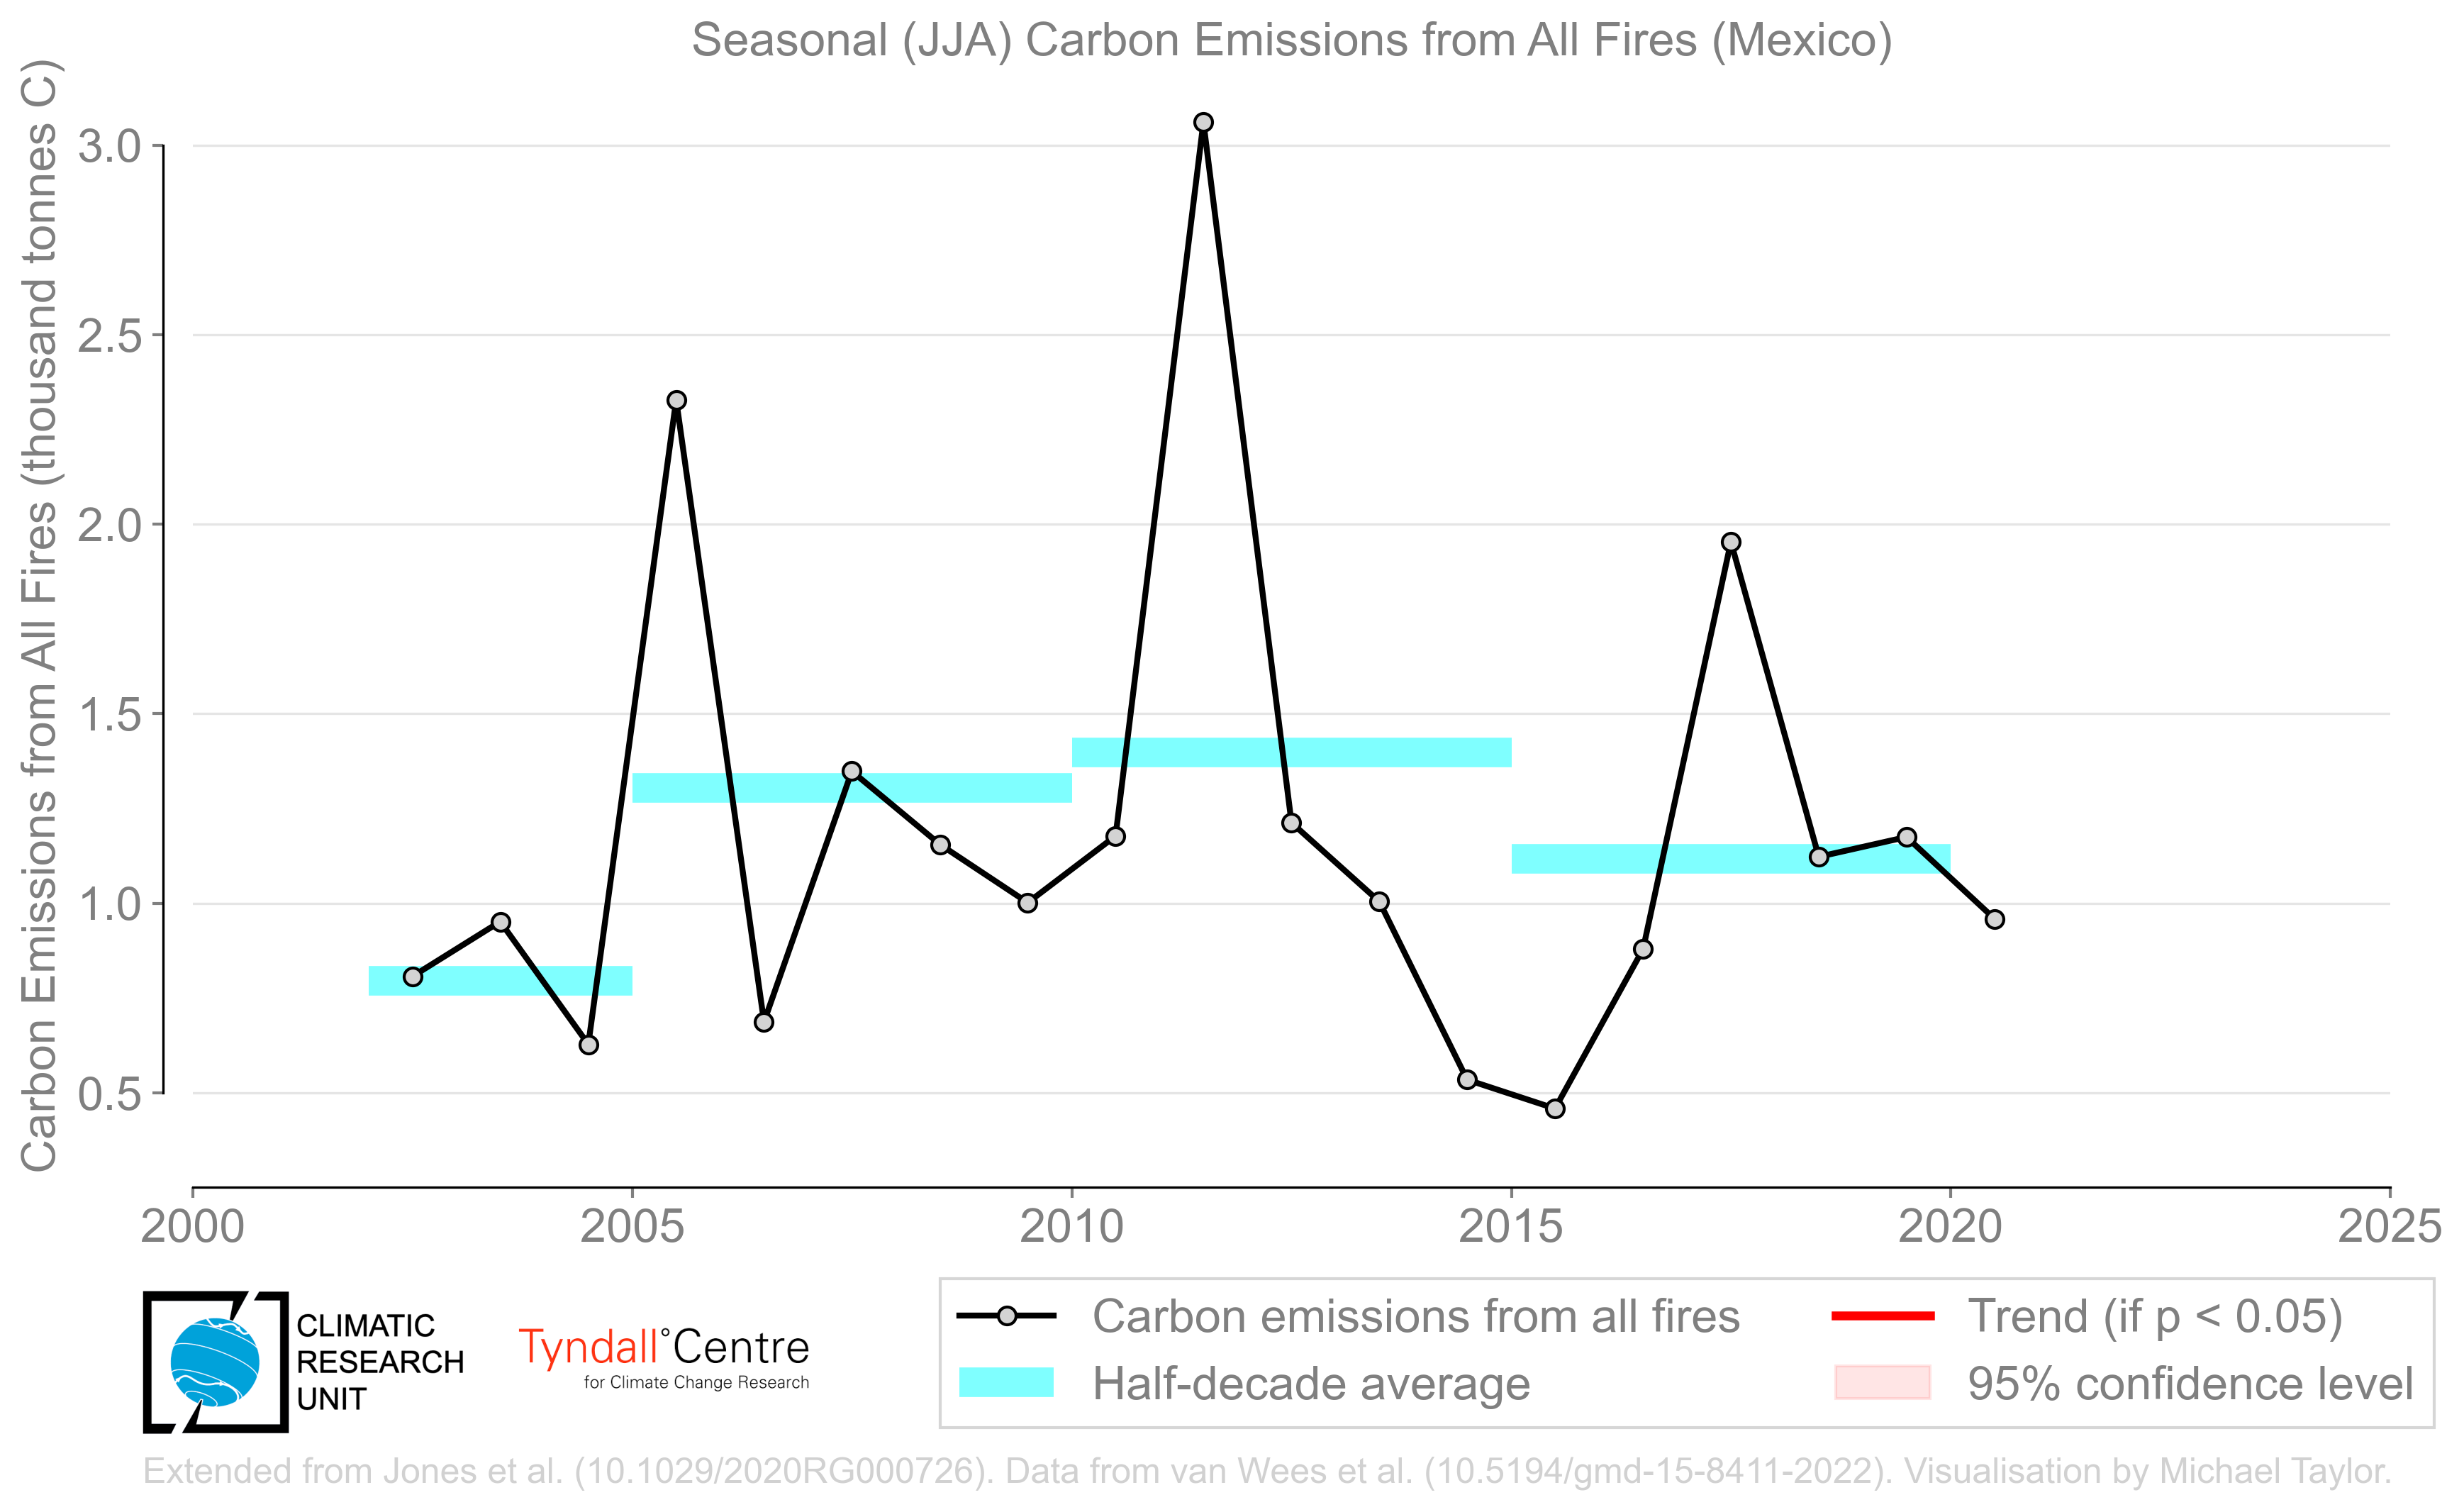 Seasonal (JJA) Carbon Emissions from All Fires (Mexico)
Carbon Emissions from All Fires (thousand tonnes C)
3.0
2.5
2.0
1.5
1.0
0.5
2000
2005
2010
2015
2020
2025
CLIMATIC
RESEARCH
UNIT
Tyndall°Centre
for Climate Change Research
Carbon emissions from all fires
Half-decade average
Trend (if p < 0.05)
95% confidence level
Extended from Jones et al. (10.1029/2020RG000726). Data from van Wees et al. (10.5194/gmd-15-8411-2022). Visualisation by Michael Taylor.